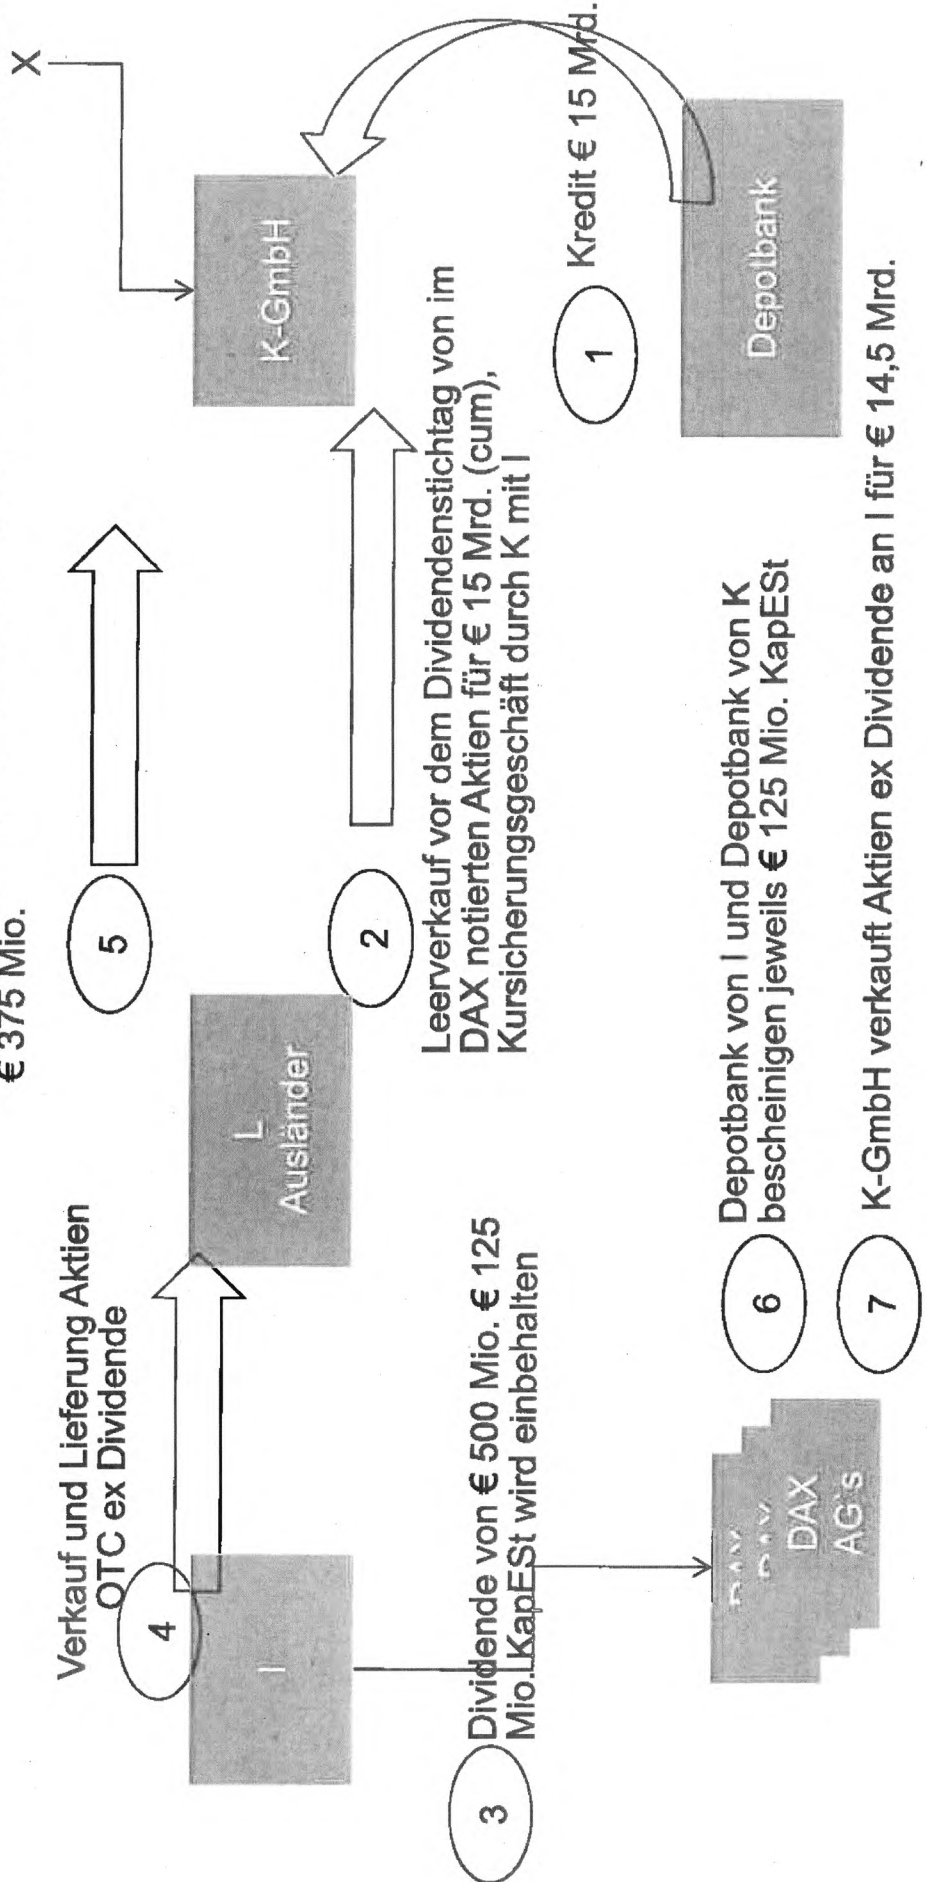 € 375 Mio.
X
Verkauf und Lieferung Aktien
OTC ex Dividende
4
5
I
L
Ausländer
K-GmbH
2
Leerverkauf vor dem Dividendenstichtag von im
DAX notierten Aktien für € 15 Mrd. (cum),
Kursicherungsgeschäft durch K mit I
3
Dividende von € 500 Mio. € 125
Mio. KapESt wird einbehalten
1
Kredit € 15 Mrd.
DAX
AG`s
Depotbank
6
Depotbank von I und Depotbank von K
bescheinigen jeweils € 125 Mio. KapESt
7
K-GmbH verkauft Aktien ex Dividende an I für € 14,5 Mrd.